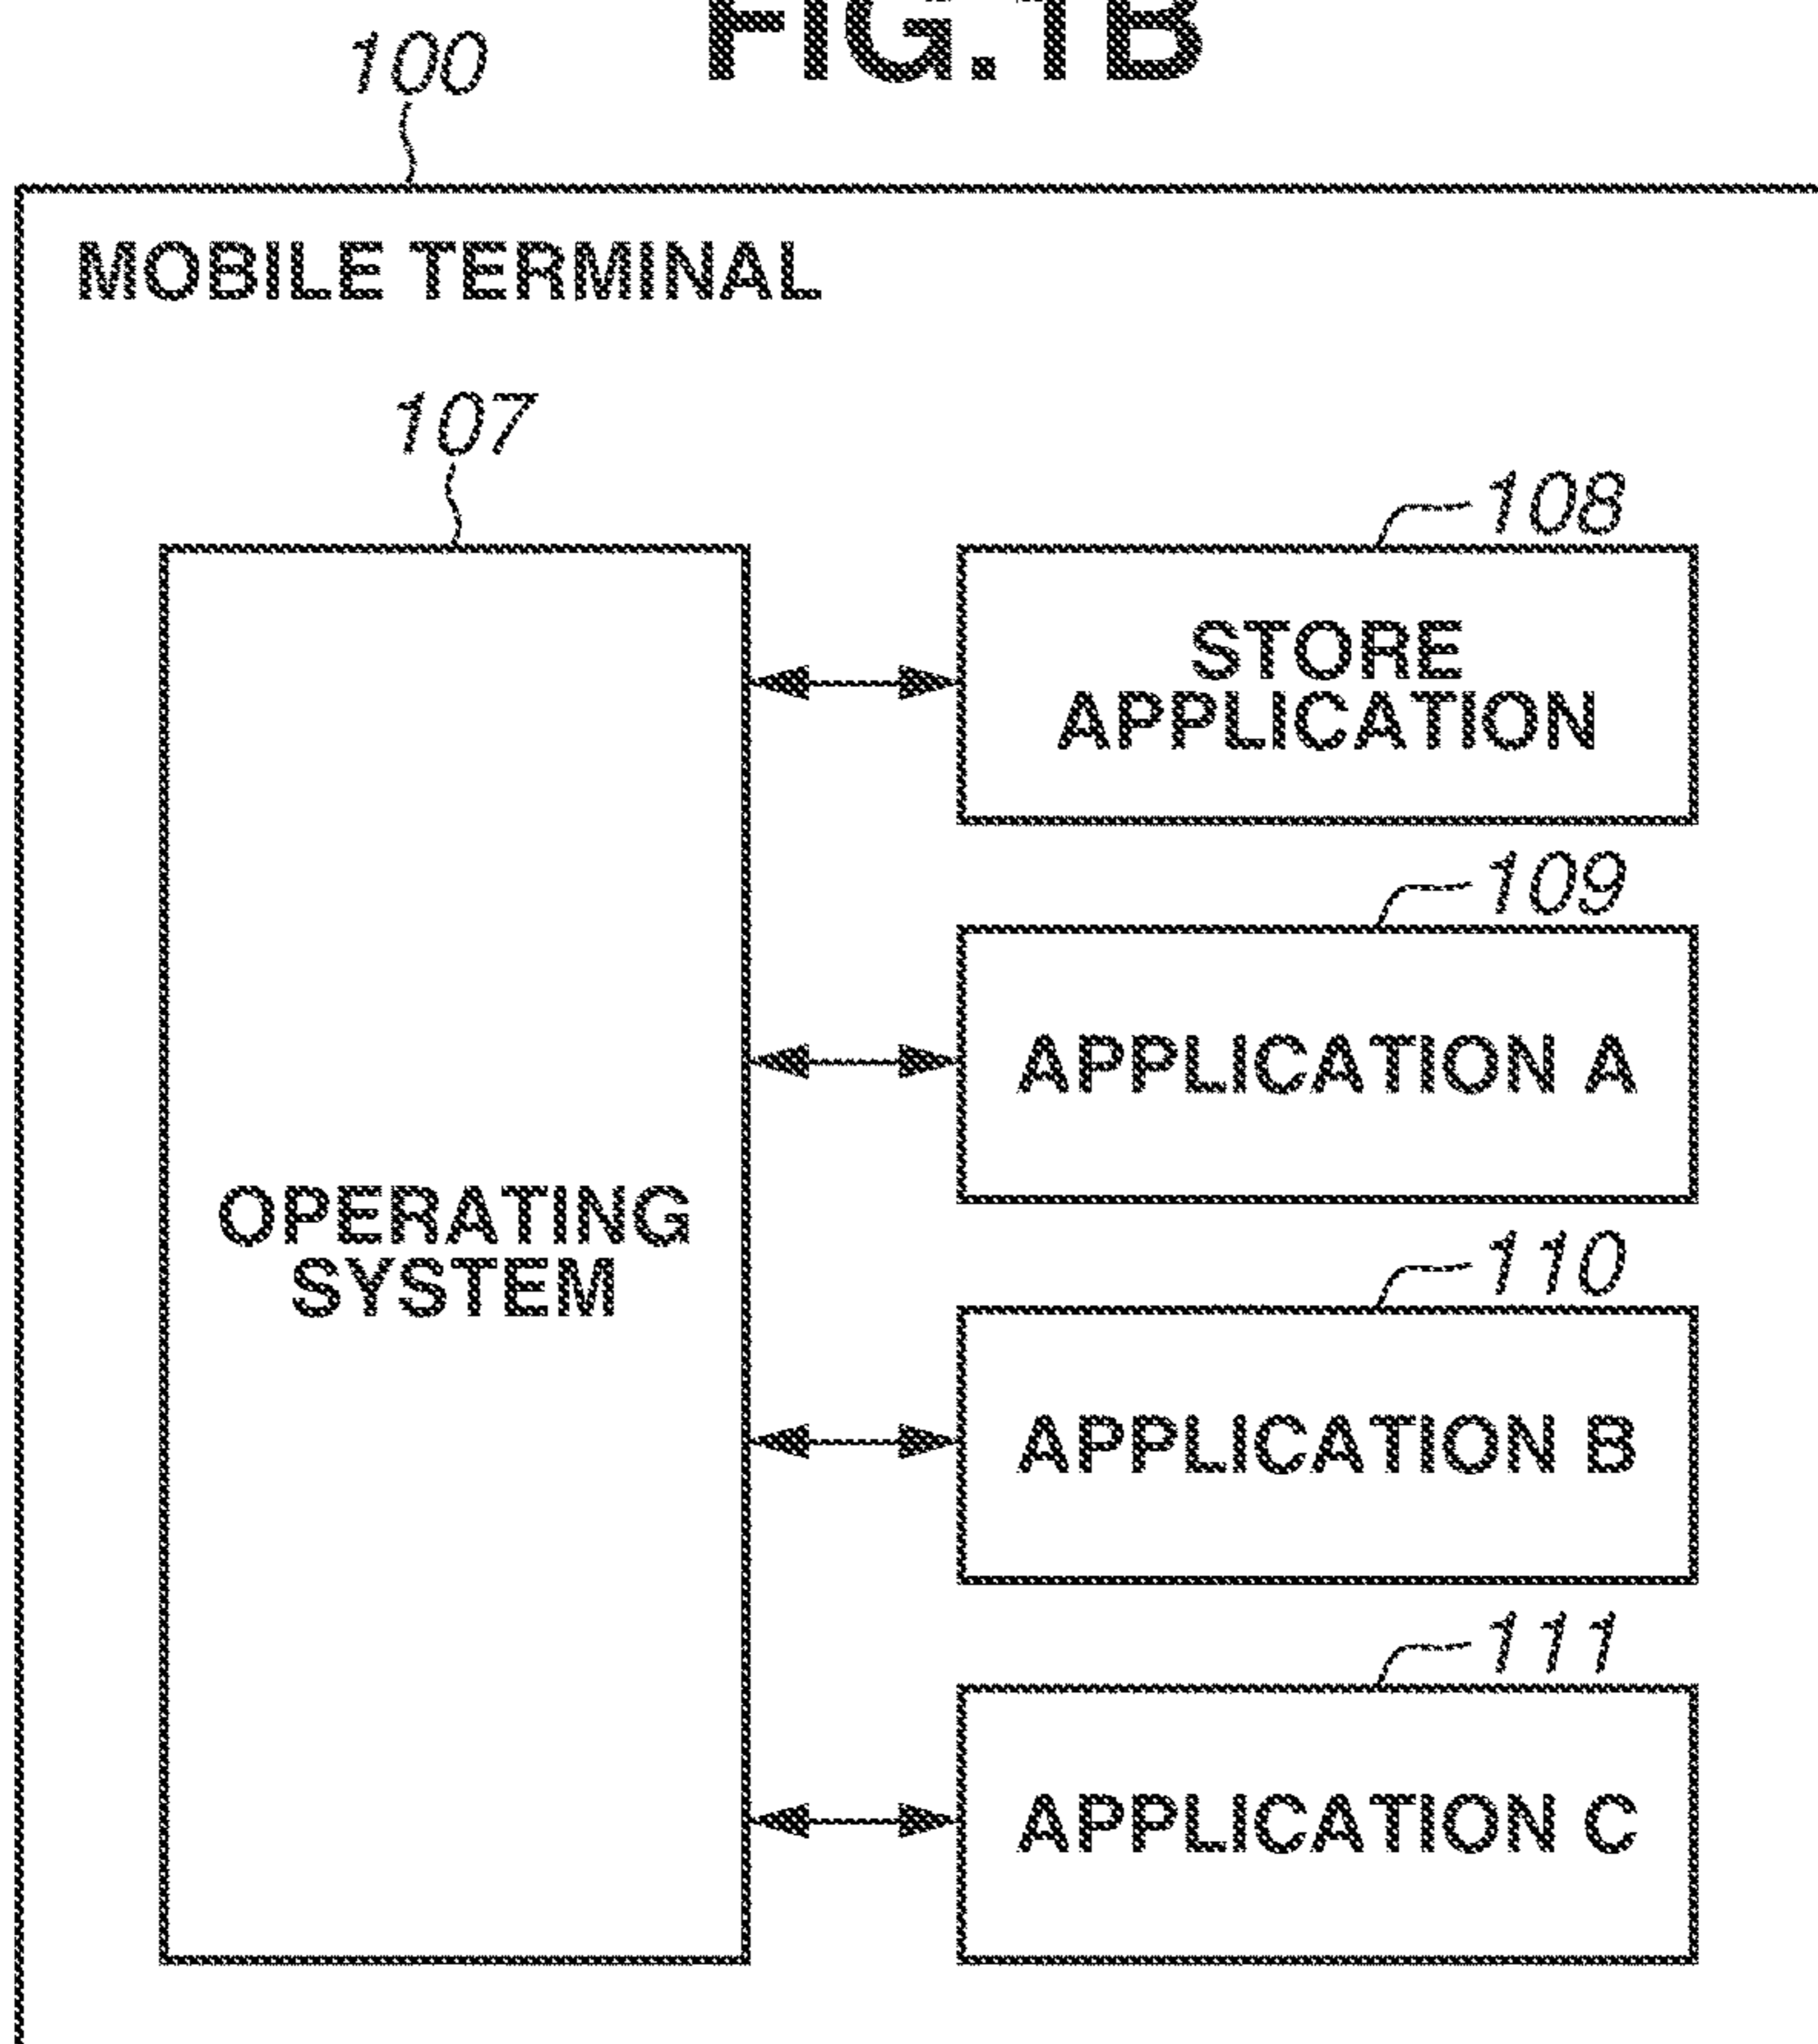 FIG.1B
100
MOBILE TERMINAL
107
108
STORE
APPLICATION
109
APPLICATION A
OPERATING
SYSTEM
110
APPLICATION B
111
APPLICATION C